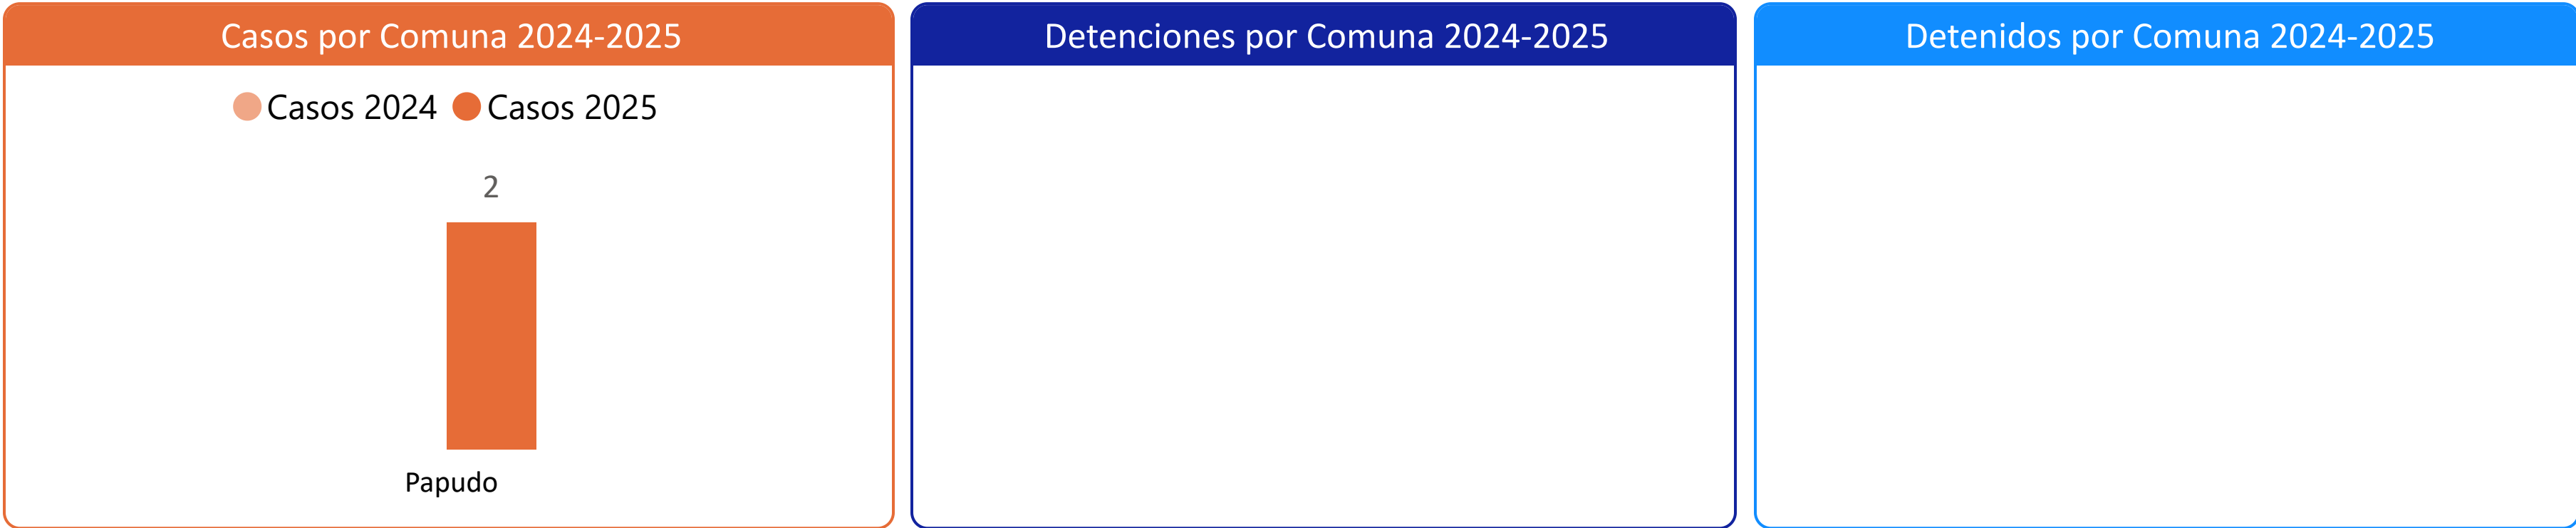 Casos por Comuna 2024-2025
Casos 2024 Casos 2025
2
Papudo
Detenciones por Comuna 2024-2025
Detenidos por Comuna 2024-2025